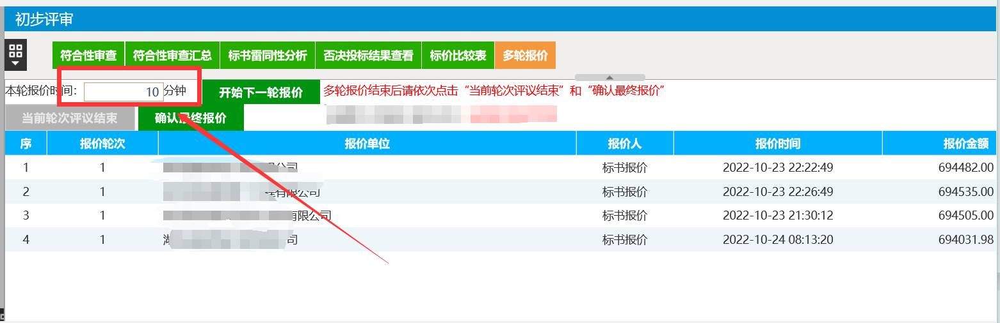 初步评审
符合性审查 符合性审查汇总 标书雷同性分析 否决投标结果查看 标价比较表 多轮报价
本轮报价时间： 10 分钟 开始下一轮报价 多轮报价结束后请依次点击“当前轮次评议结束”和“确认最终报价”
当前轮次评议结束 确认最终报价
序 报价轮次 报价单位 报价人 报价时间 报价金额
1 1 公司 标书报价 2022-10-23 22:22:49 694482.00
2 1 有限公司 标书报价 2022-10-23 22:26:49 694535.00
3 1 有限公司 标书报价 2022-10-23 21:30:12 694505.00
4 1 司 标书报价 2022-10-24 08:13:20 694031.98